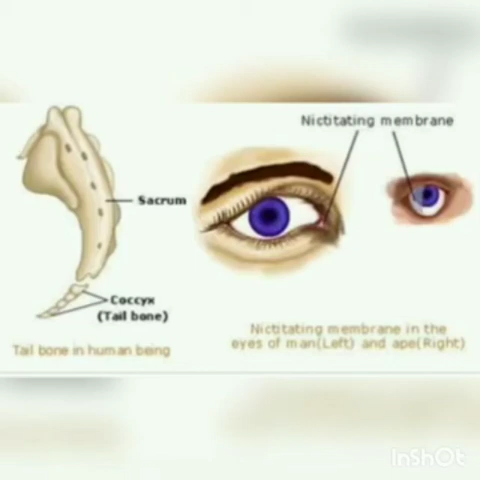 Nictitating membrane
Sacrum
Coccyx
(Tail bone)
Tail bone in human being
Nictitating membrane in the
eyes of man(Left) and ape(Right)
InShOt